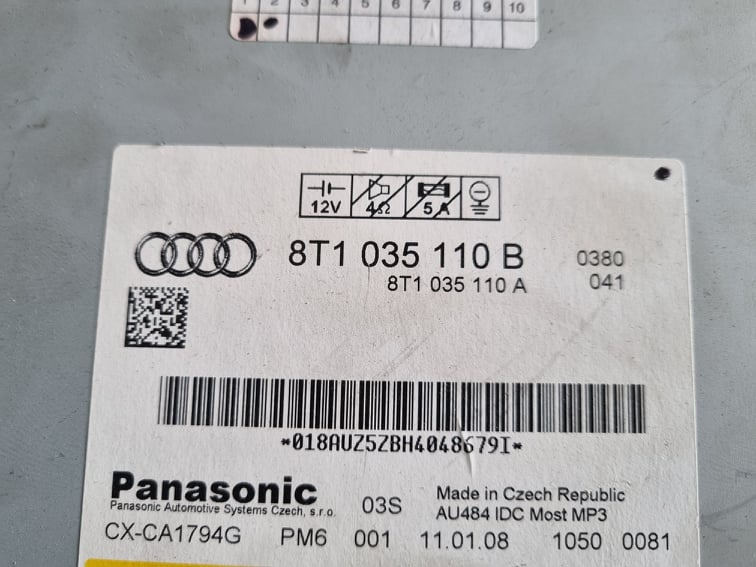 1 2 3 4 5 6 7 8 9 10
12V 4Ω 5A
8T1 035 110 B 0380
8T1 035 110 A 041
*018AUZ5ZBH4048679I*
Panasonic
Panasonic Automotive Systems Czech, s.r.o. 03S Made in Czech Republic
AU484 IDC Most MP3
CX-CA1794G PM6 001 11.01.08 1050 0081